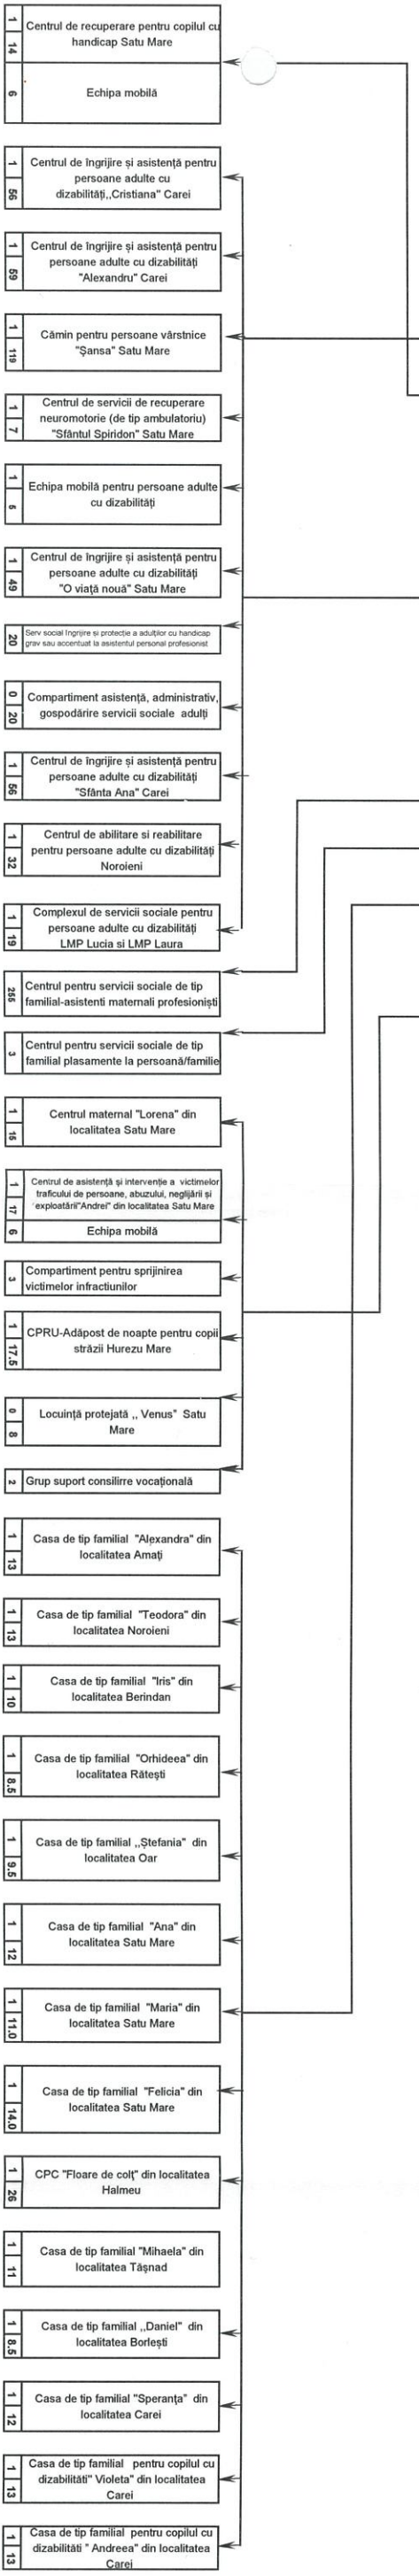 1
14
Centrul de recuperare pentru copilul cu
handicap Satu Mare
6
Echipa mobilă
1
56
Centrul de îngrijire și asistență pentru
persoane adulte cu
dizabilități,,Cristiana" Carei
1
59
Centrul de îngrijire și asistență pentru
persoane adulte cu dizabilități
"Alexandru" Carei
1
119
Cămin pentru persoane vârstnice
"Șansa" Satu Mare
1
7
Centrul de servicii de recuperare
neuromotorie (de tip ambulatoriu)
"Sfântul Spiridon" Satu Mare
1
5
Echipa mobilă pentru persoane adulte
cu dizabilități
1
49
Centrul de îngrijire și asistență pentru
persoane adulte cu dizabilități
"O viață nouă" Satu Mare
20
Serv social îngrijire si protecție a adulților cu handicap
grav sau accentuat la asistentul personal profesionist
0
20
Compartiment asistență, administrativ,
gospodărire servicii sociale adulți
1
56
Centrul de îngrijire și asistență pentru
persoane adulte cu dizabilități
"Sfânta Ana" Carei
1
32
Centrul de abilitare si reabilitare
pentru persoane adulte cu dizabilități
Noroieni
1
19
Complexul de servicii sociale pentru
persoane adulte cu dizabilități
LMP Lucia si LMP Laura
255
Centrul pentru servicii sociale de tip
familial-asistenti maternali profesioniști
3
Centrul pentru servicii sociale de tip
familial plasamente la persoană/familie
1
15
Centrul maternal "Lorena" din
localitatea Satu Mare
1
17
Centrul de asistență și intervenție a victimelor
traficului de persoane, abuzului, neglijării și
exploatării"Andrei" din localitatea Satu Mare
6
Echipa mobilă
3
Compartiment pentru sprijinirea
victimelor infractiunilor
1
17.5
CPRU-Adăpost de noapte pentru copii
străzii Hurezu Mare
0
8
Locuință protejată ,, Venus" Satu
Mare
2
Grup suport consilirre vocațională
1
13
Casa de tip familial "Alexandra" din
localitatea Amați
1
13
Casa de tip familial "Teodora" din
localitatea Noroieni
1
10
Casa de tip familial "Iris" din
localitatea Berindan
1
8.5
Casa de tip familial "Orhideea" din
localitatea Rătești
1
9.5
Casa de tip familial ,,Ștefania" din
localitatea Oar
1
12
Casa de tip familial "Ana" din
localitatea Satu Mare
1
11.0
Casa de tip familial "Maria" din
localitatea Satu Mare
1
14.0
Casa de tip familial "Felicia" din
localitatea Satu Mare
1
26
CPC "Floare de colț" din localitatea
Halmeu
1
11
Casa de tip familial "Mihaela" din
localitatea Tășnad
1
8.5
Casa de tip familial ,,Daniel" din
localitatea Borlești
1
12
Casa de tip familial "Speranța" din
localitatea Carei
1
13
Casa de tip familial pentru copilul cu
dizabilități" Violeta" din localitatea
Carei
1
13
Casa de tip familial pentru copilul cu
dizabilități " Andreea" din localitatea
Carei